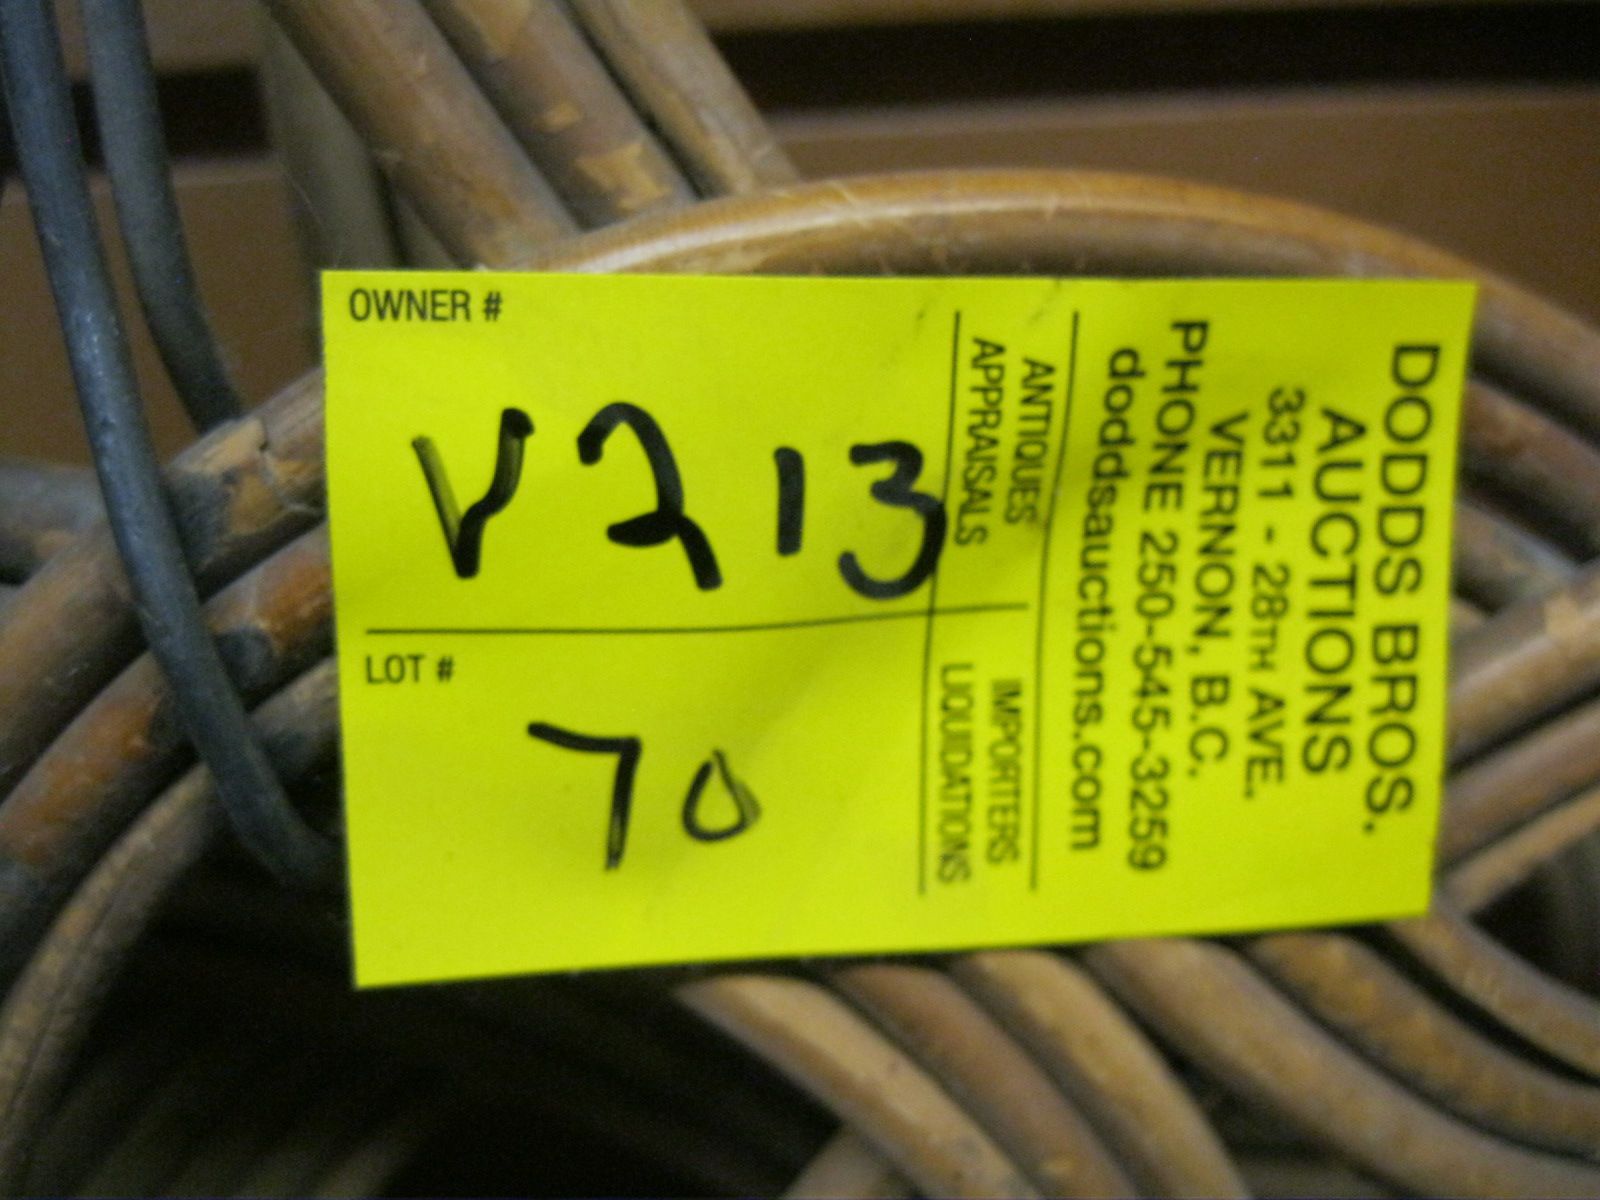 DODDS BROS.
AUCTIONS
3311 - 28TH AVE.
VERNON, B.C.
PHONE 250-545-3259
doddsauctions.com
ANTIQUES IMPORTERS
APPRAISALS LIQUIDATIONS
OWNER #
V213
LOT #
70